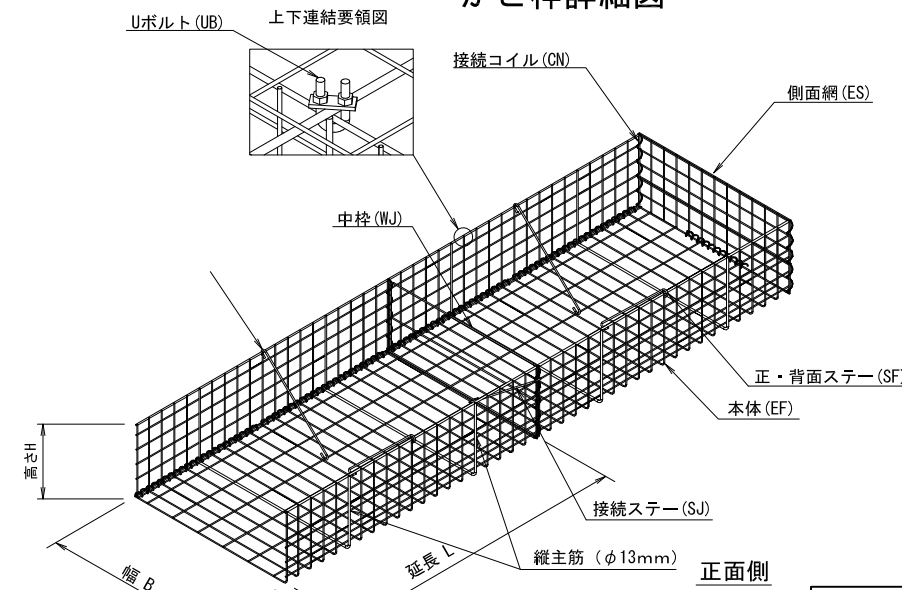 かご枠詳細図
上下連結要領図
Uボルト(UB)
接続コイル(CN)
側面網(ES)
中枠(WJ)
正・背面ステー(SF)
本体(EF)
高さH
接続ステー(SJ)
縦主筋 (φ13mm)
延長 L
幅 B
正面側